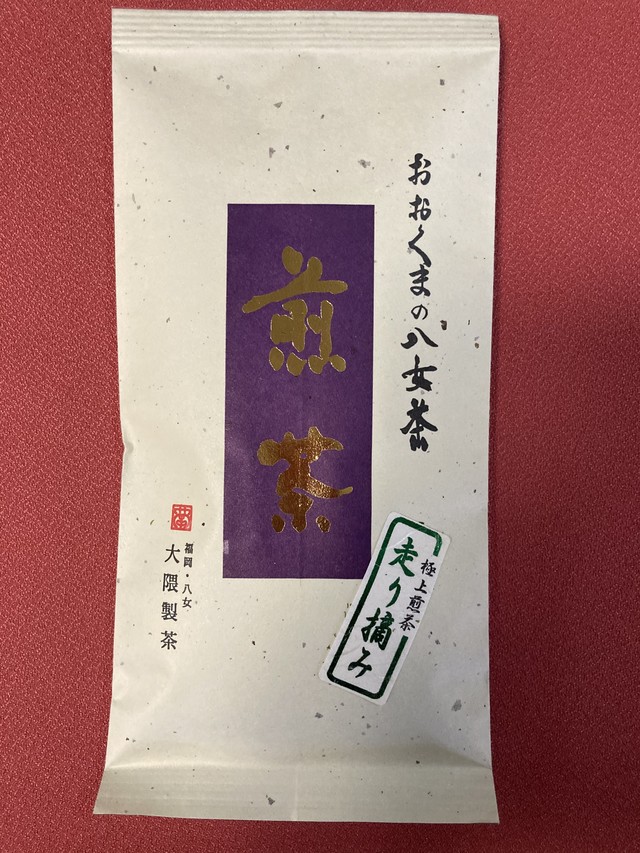 おおくまの八女茶
煎茶
極上煎茶
走り摘み
福岡・八女
大隈製茶